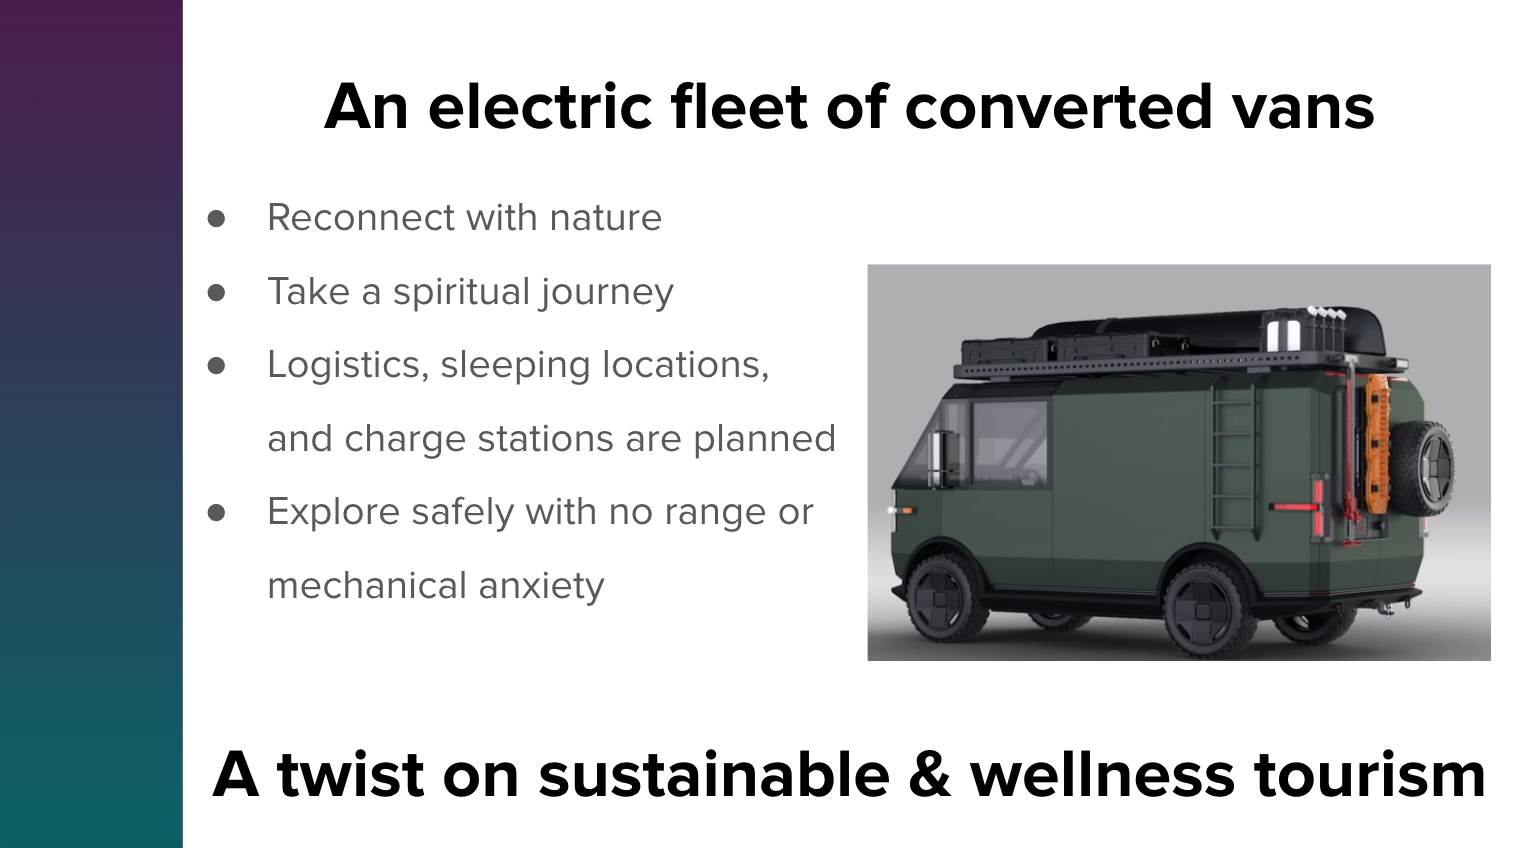 An electric fleet of converted vans
● Reconnect with nature
● Take a spiritual journey
● Logistics, sleeping locations,
and charge stations are planned
● Explore safely with no range or
mechanical anxiety
A twist on sustainable & wellness tourism